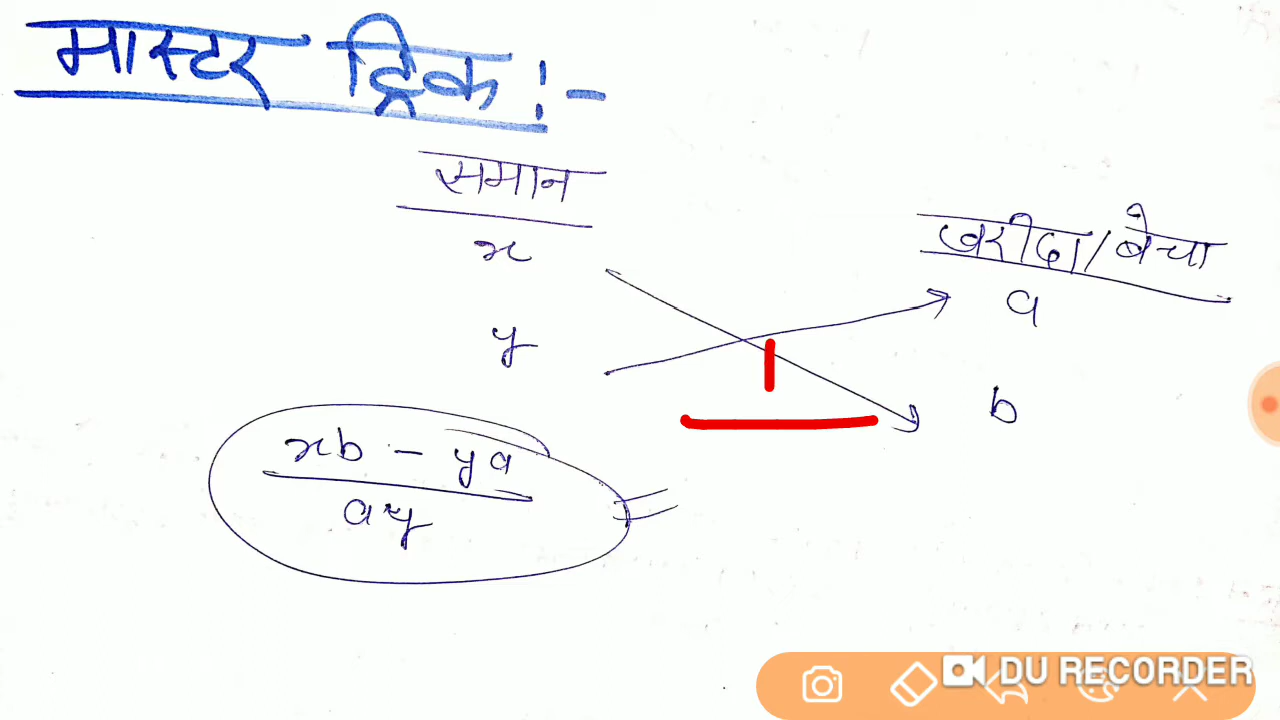 मास्टर ट्रिक :-
समान
x
y
खरीदा/बेचा
a
b
xb - ya
ay
DU RECORDER